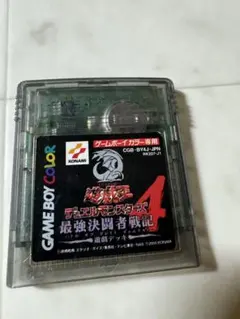 ゲームボーイ カラー専用
CGB-BY4J-JPN
KONAMI
GAME BOY COLOR
遊戯王
デュエルモンスターズ4
最強決闘者戦記
遊戯デッキ